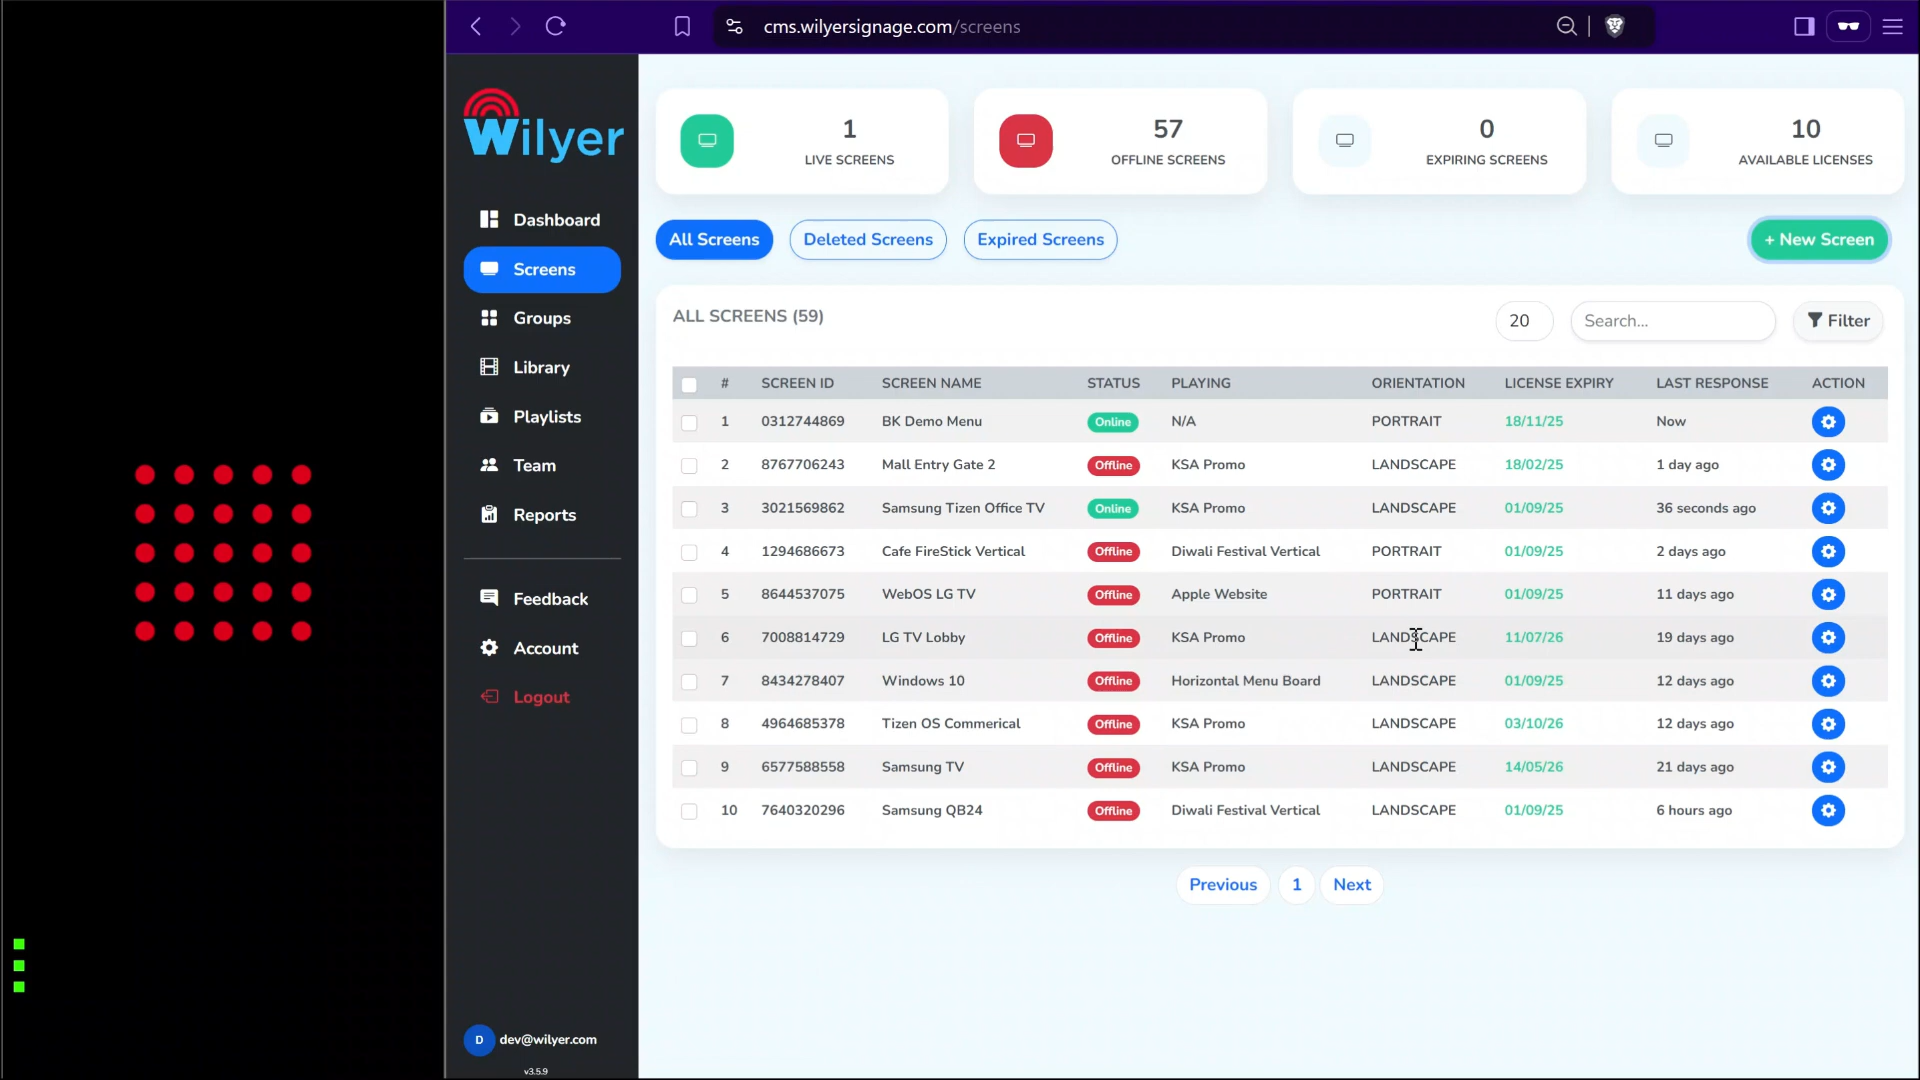 cms.wilyersignage.com/screens
Wilyer
Dashboard
Screens
Groups
Library
Playlists
Team
Reports
Feedback
Account
Logout
D dev@wilyer.com
v3.5.9
1
LIVE SCREENS
57
OFFLINE SCREENS
0
EXPIRING SCREENS
10
AVAILABLE LICENSES
All Screens Deleted Screens Expired Screens + New Screen
ALL SCREENS (59) 20 Search... Filter
# SCREEN ID SCREEN NAME STATUS PLAYING ORIENTATION LICENSE EXPIRY LAST RESPONSE ACTION
1 0312744869 BK Demo Menu Online N/A PORTRAIT 18/11/25 Now
2 8767706243 Mall Entry Gate 2 Offline KSA Promo LANDSCAPE 18/02/25 1 day ago
3 3021569862 Samsung Tizen Office TV Online KSA Promo LANDSCAPE 01/09/25 36 seconds ago
4 1294686673 Cafe FireStick Vertical Offline Diwali Festival Vertical PORTRAIT 01/09/25 2 days ago
5 8644537075 WebOS LG TV Offline Apple Website PORTRAIT 01/09/25 11 days ago
6 7008814729 LG TV Lobby Offline KSA Promo LANDSCAPE 11/07/26 19 days ago
7 8434278407 Windows 10 Offline Horizontal Menu Board LANDSCAPE 01/09/25 12 days ago
8 4964685378 Tizen OS Commerical Offline KSA Promo LANDSCAPE 03/10/26 12 days ago
9 6577588558 Samsung TV Offline KSA Promo LANDSCAPE 14/05/26 21 days ago
10 7640320296 Samsung QB24 Offline Diwali Festival Vertical LANDSCAPE 01/09/25 6 hours ago
Previous 1 Next